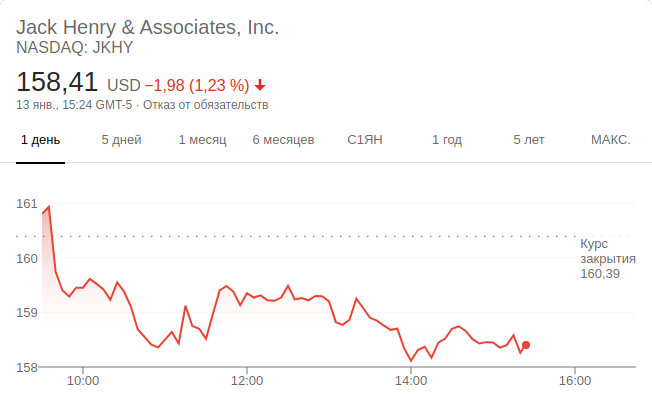 Jack Henry & Associates, Inc.
NASDAQ: JKHY
158,41 USD −1,98 (1,23 %)
13 янв., 15:24 GMT-5 · Отказ от обязательств
1 день 5 дней 1 месяц 6 месяцев С1ЯН 1 год 5 лет МАКС.
161
Курс
закрытия
160,39
160
159
158
10:00 12:00 14:00 16:00